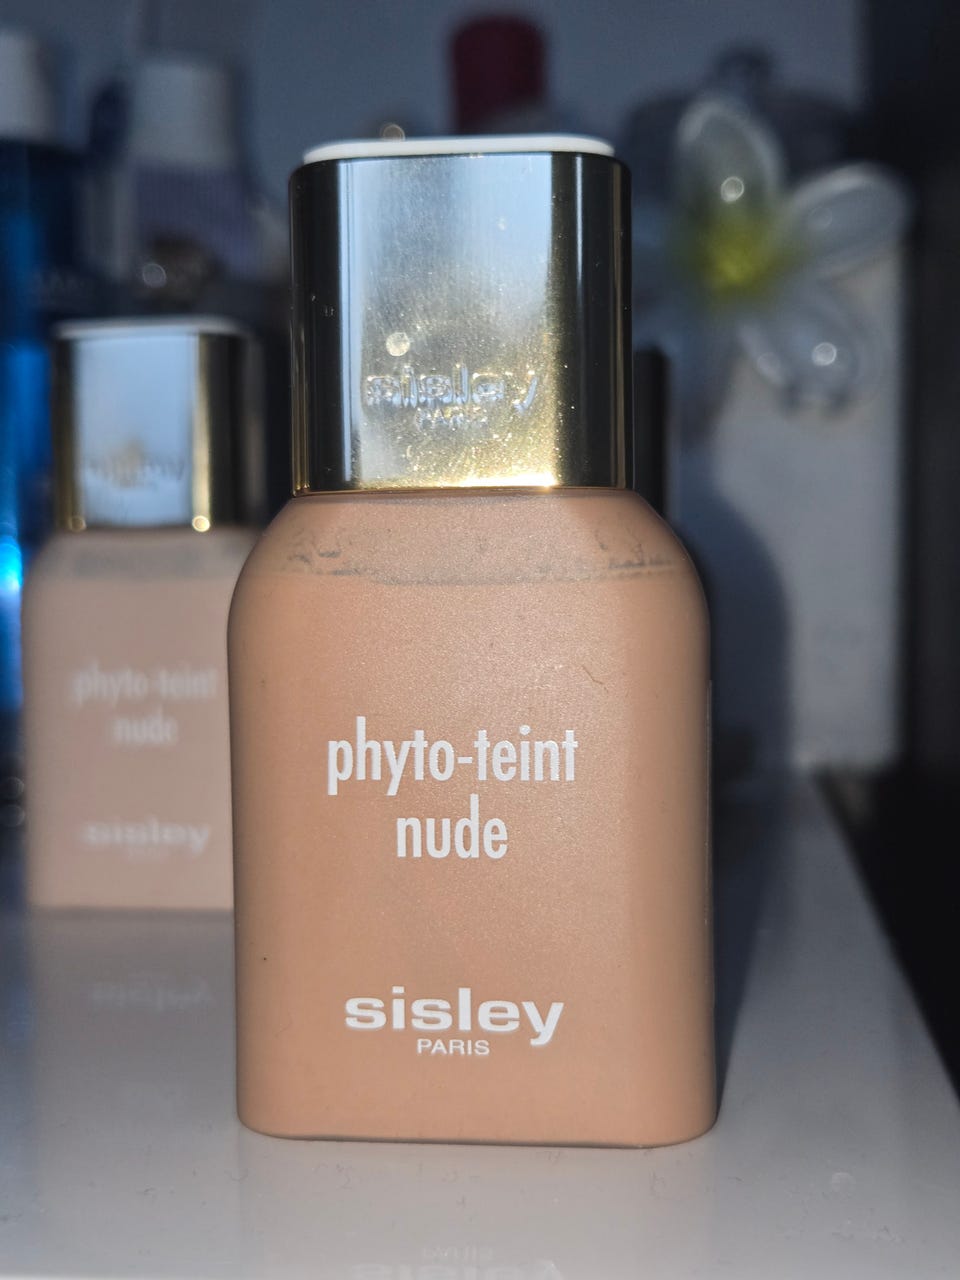 sisley
PARIS
phyto-teint
nude
sisley
PARIS
phyto-teint
nude
sisley